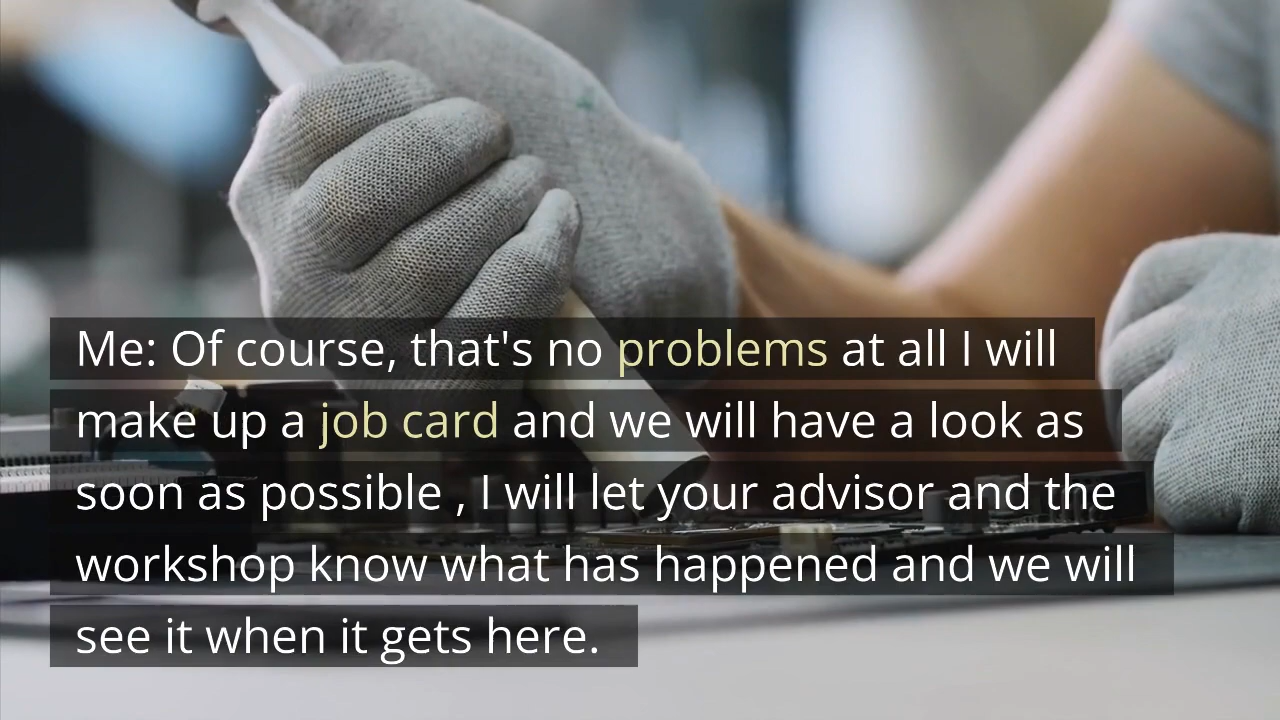 Me: Of course, that's no problems at all I will
make up a job card and we will have a look as
soon as possible , I will let your advisor and the
workshop know what has happened and we will
see it when it gets here.